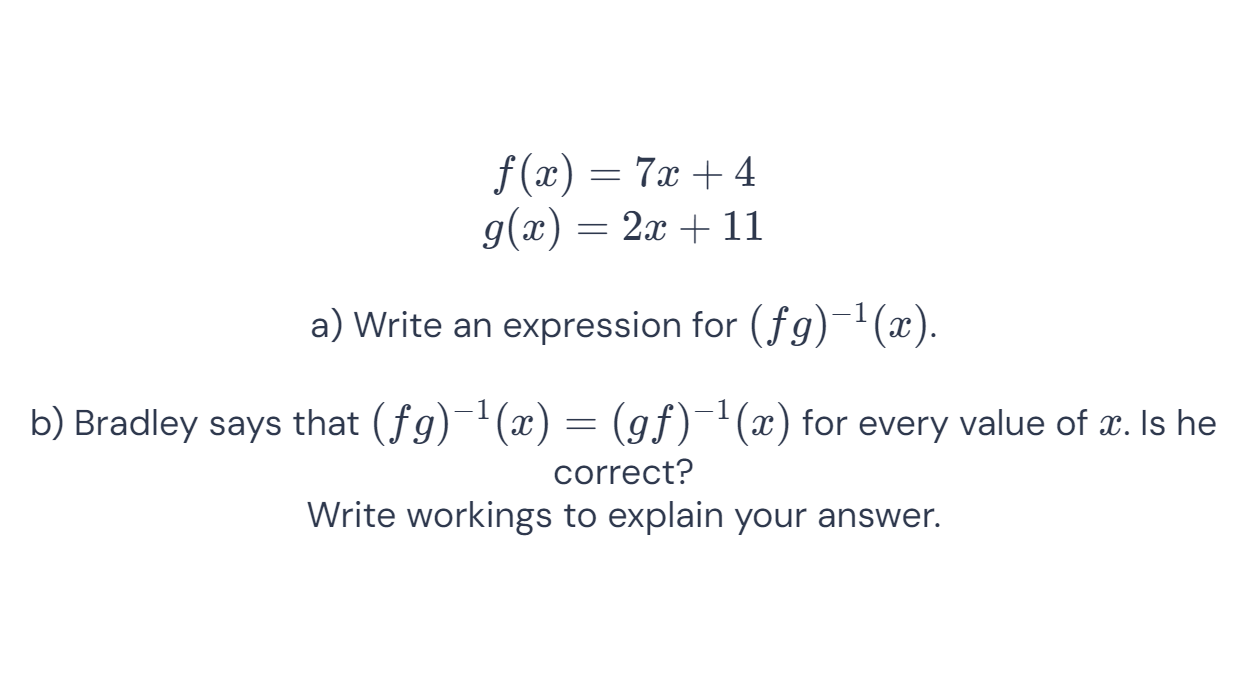 f(x) = 7x + 4
g(x) = 2x + 11
a) Write an expression for (fg)⁻¹(x).
b) Bradley says that (fg)⁻¹(x) = (gf)⁻¹(x) for every value of x. Is he
correct?
Write workings to explain your answer.